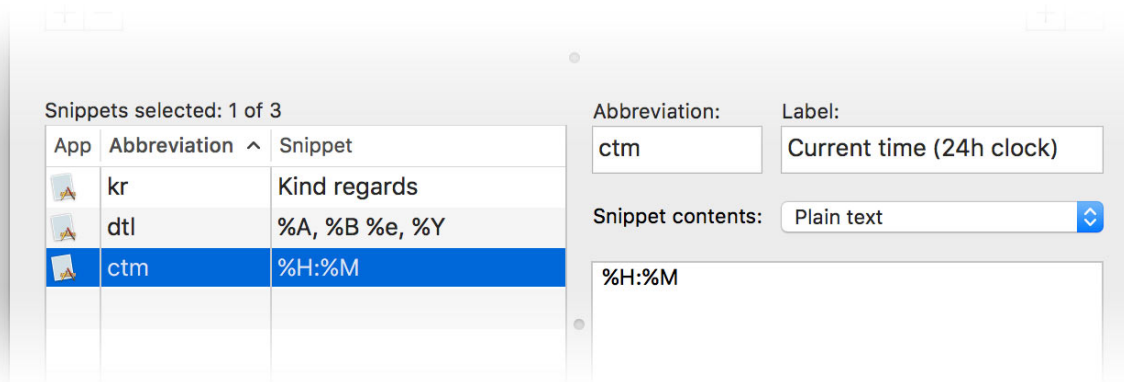 Snippets selected: 1 of 3
App Abbreviation Snippet
kr Kind regards
dtl %A, %B %e, %Y
ctm %H:%M
Abbreviation: Label:
ctm Current time (24h clock)
Snippet contents: Plain text
%H:%M